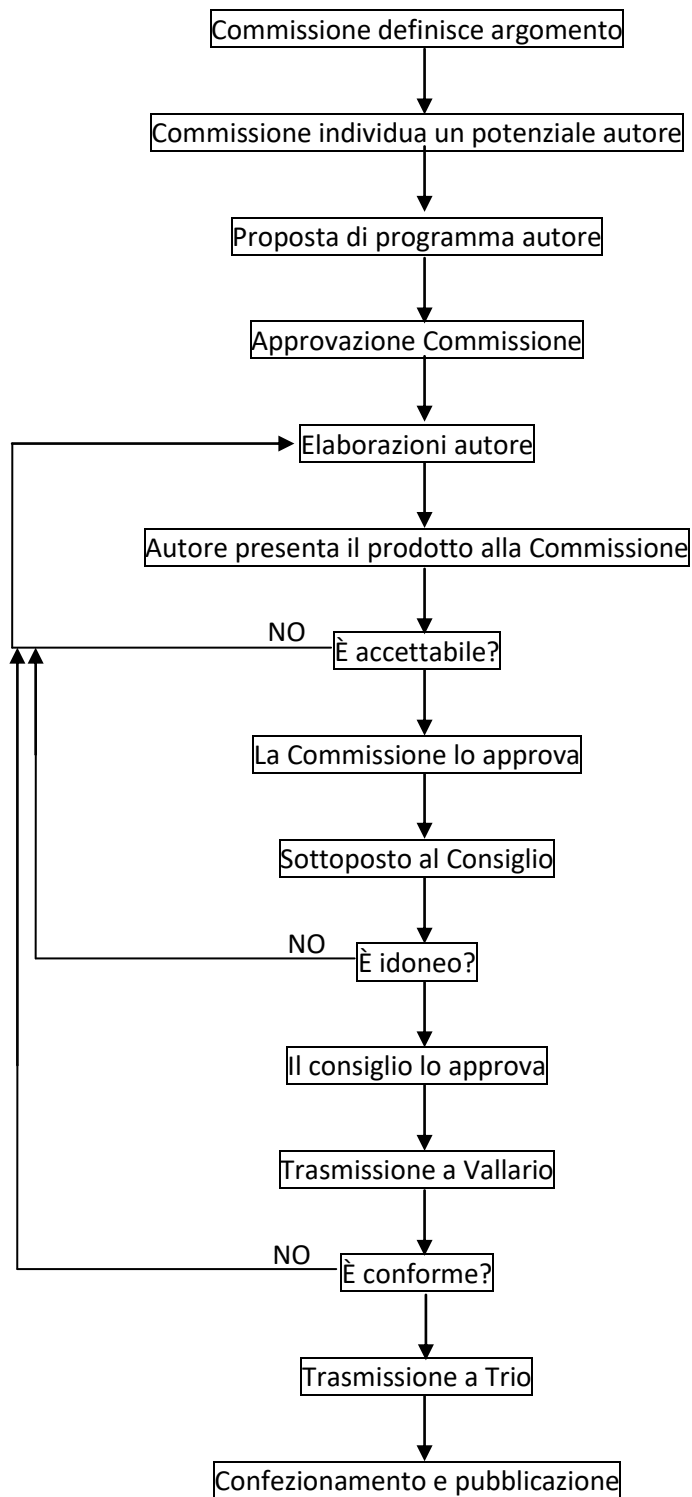 Commissione definisce argomento
Commissione individua un potenziale autore
Proposta di programma autore
Approvazione Commissione
Elaborazioni autore
Autore presenta il prodotto alla Commissione
NO
È accettabile?
La Commissione lo approva
Sottoposto al Consiglio
NO
È idoneo?
Il consiglio lo approva
Trasmissione a Vallario
NO
È conforme?
Trasmissione a Trio
Confezionamento e pubblicazione